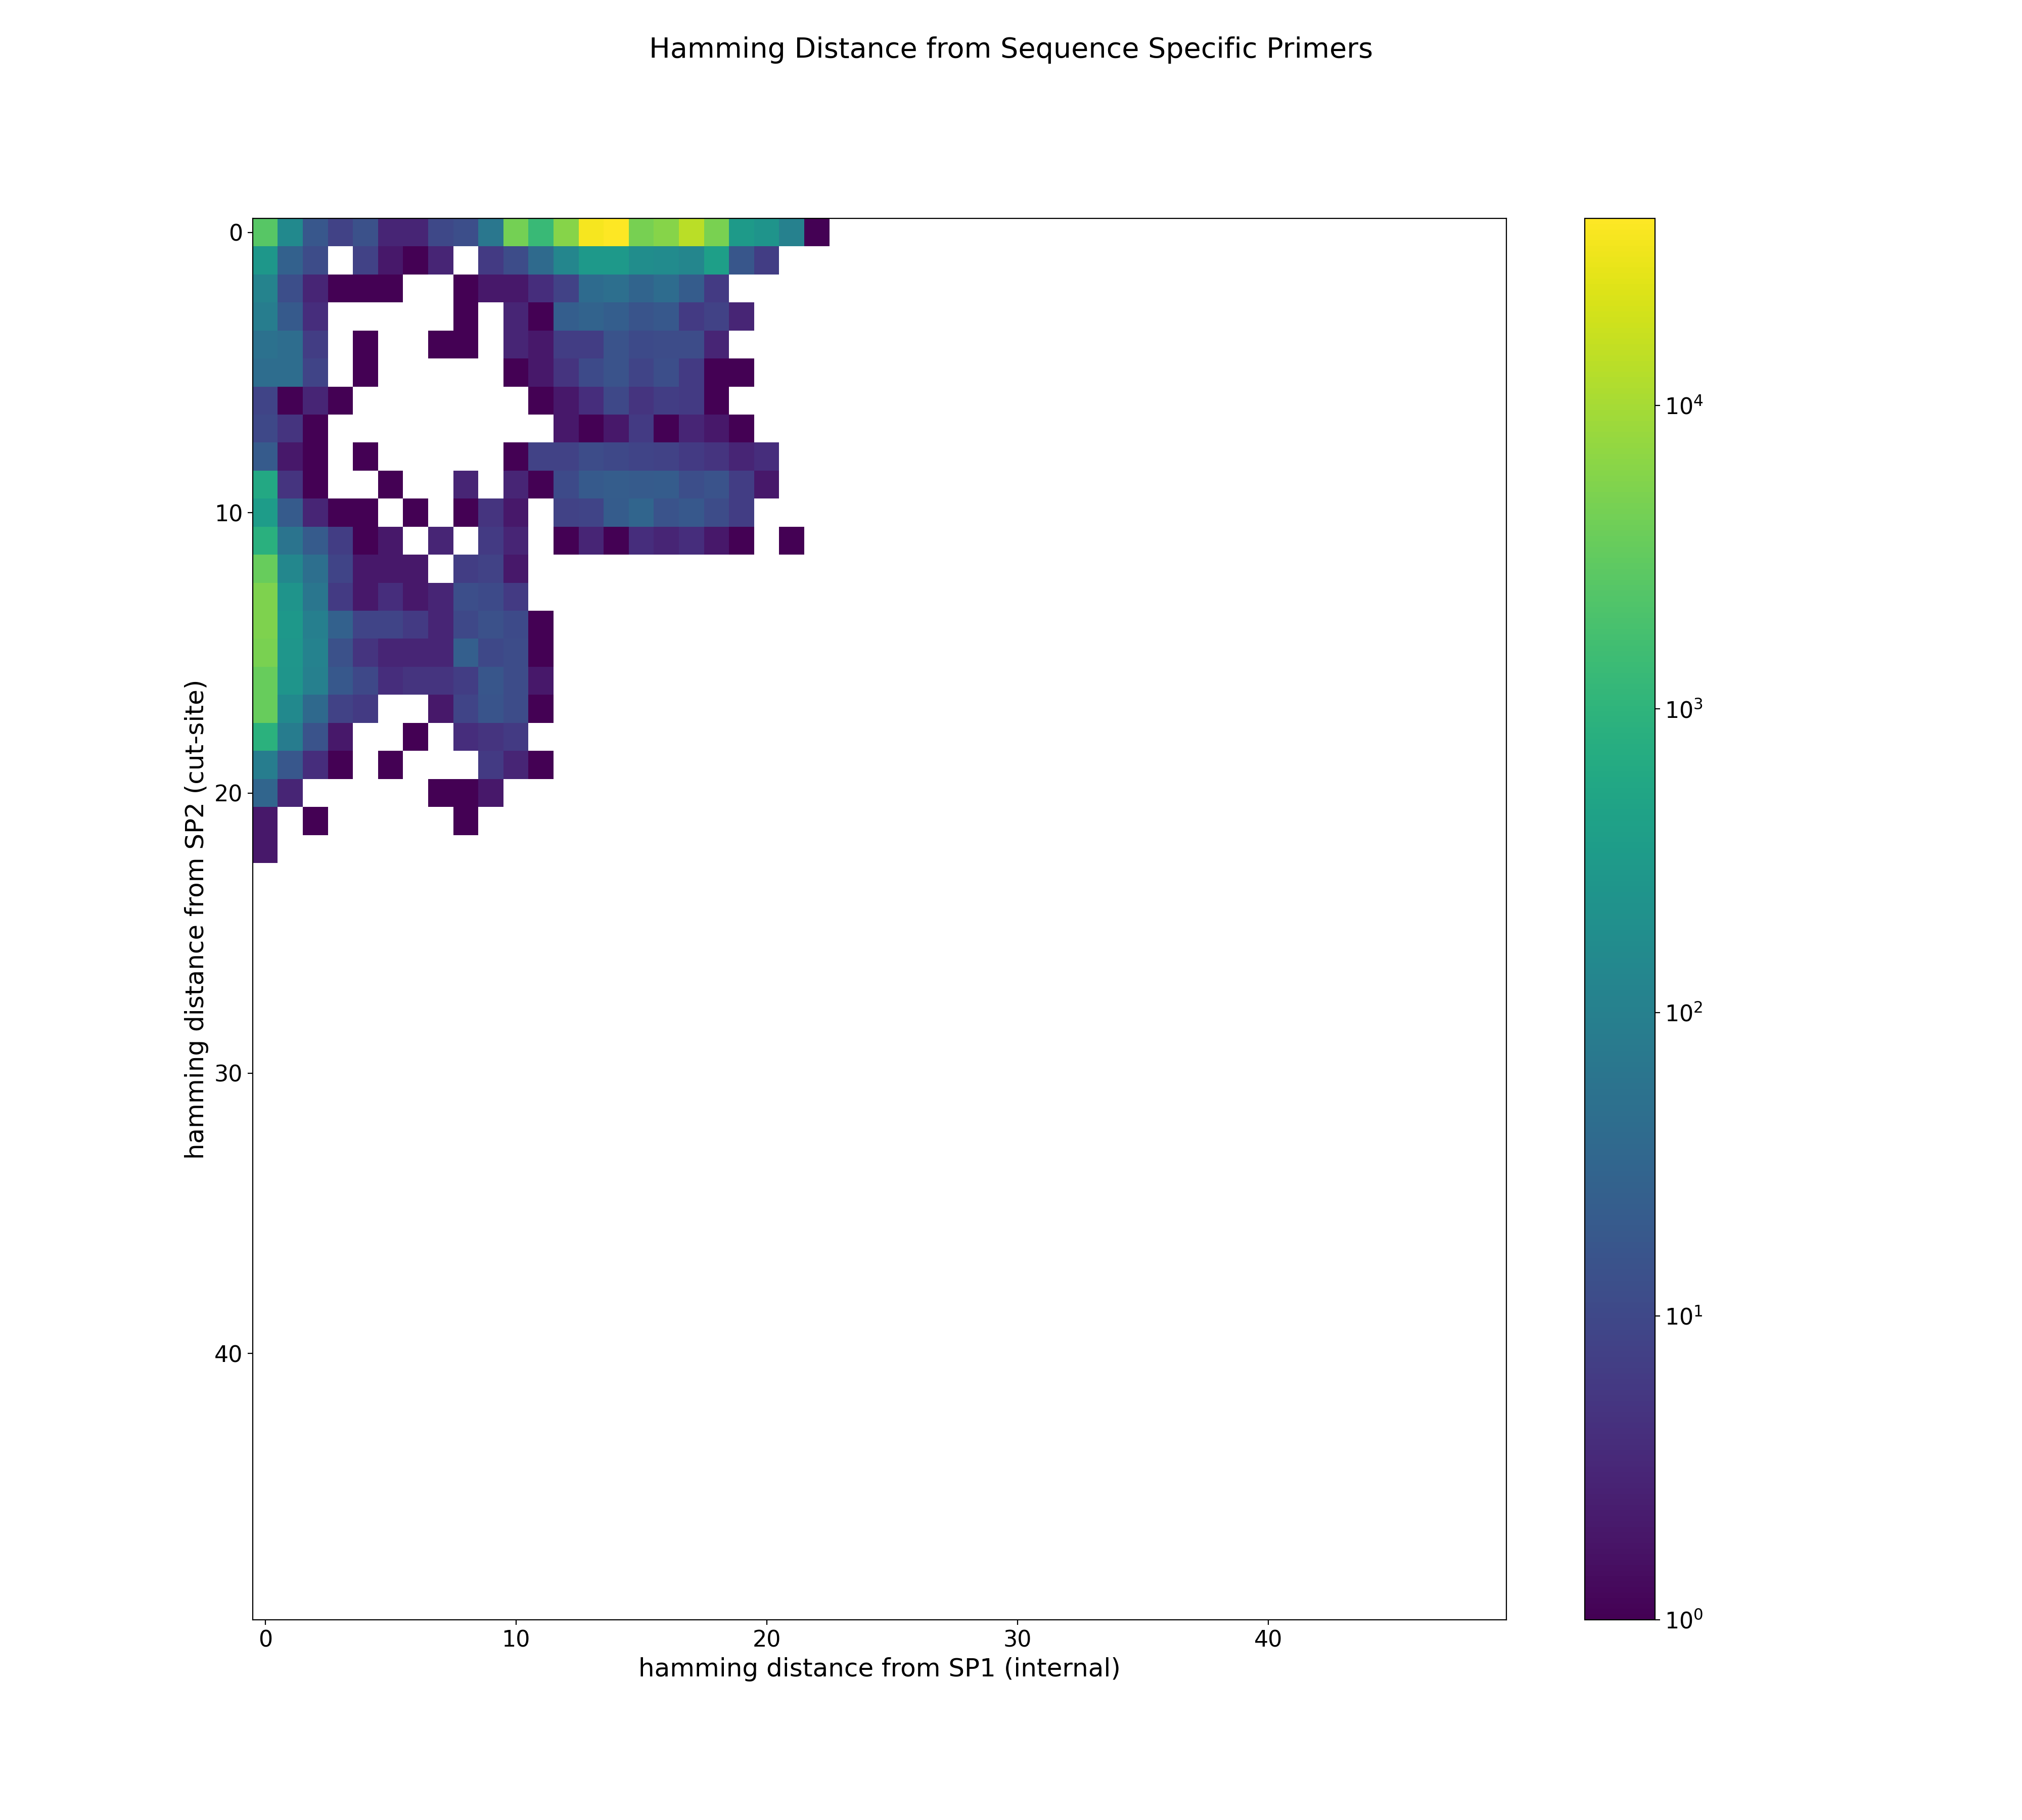 Hamming Distance from Sequence Specific Primers
hamming distance from SP2 (cut-site)
0
10
20
30
40
0 10 20 30 40
hamming distance from SP1 (internal)
10⁴
10³
10²
10¹
10⁰